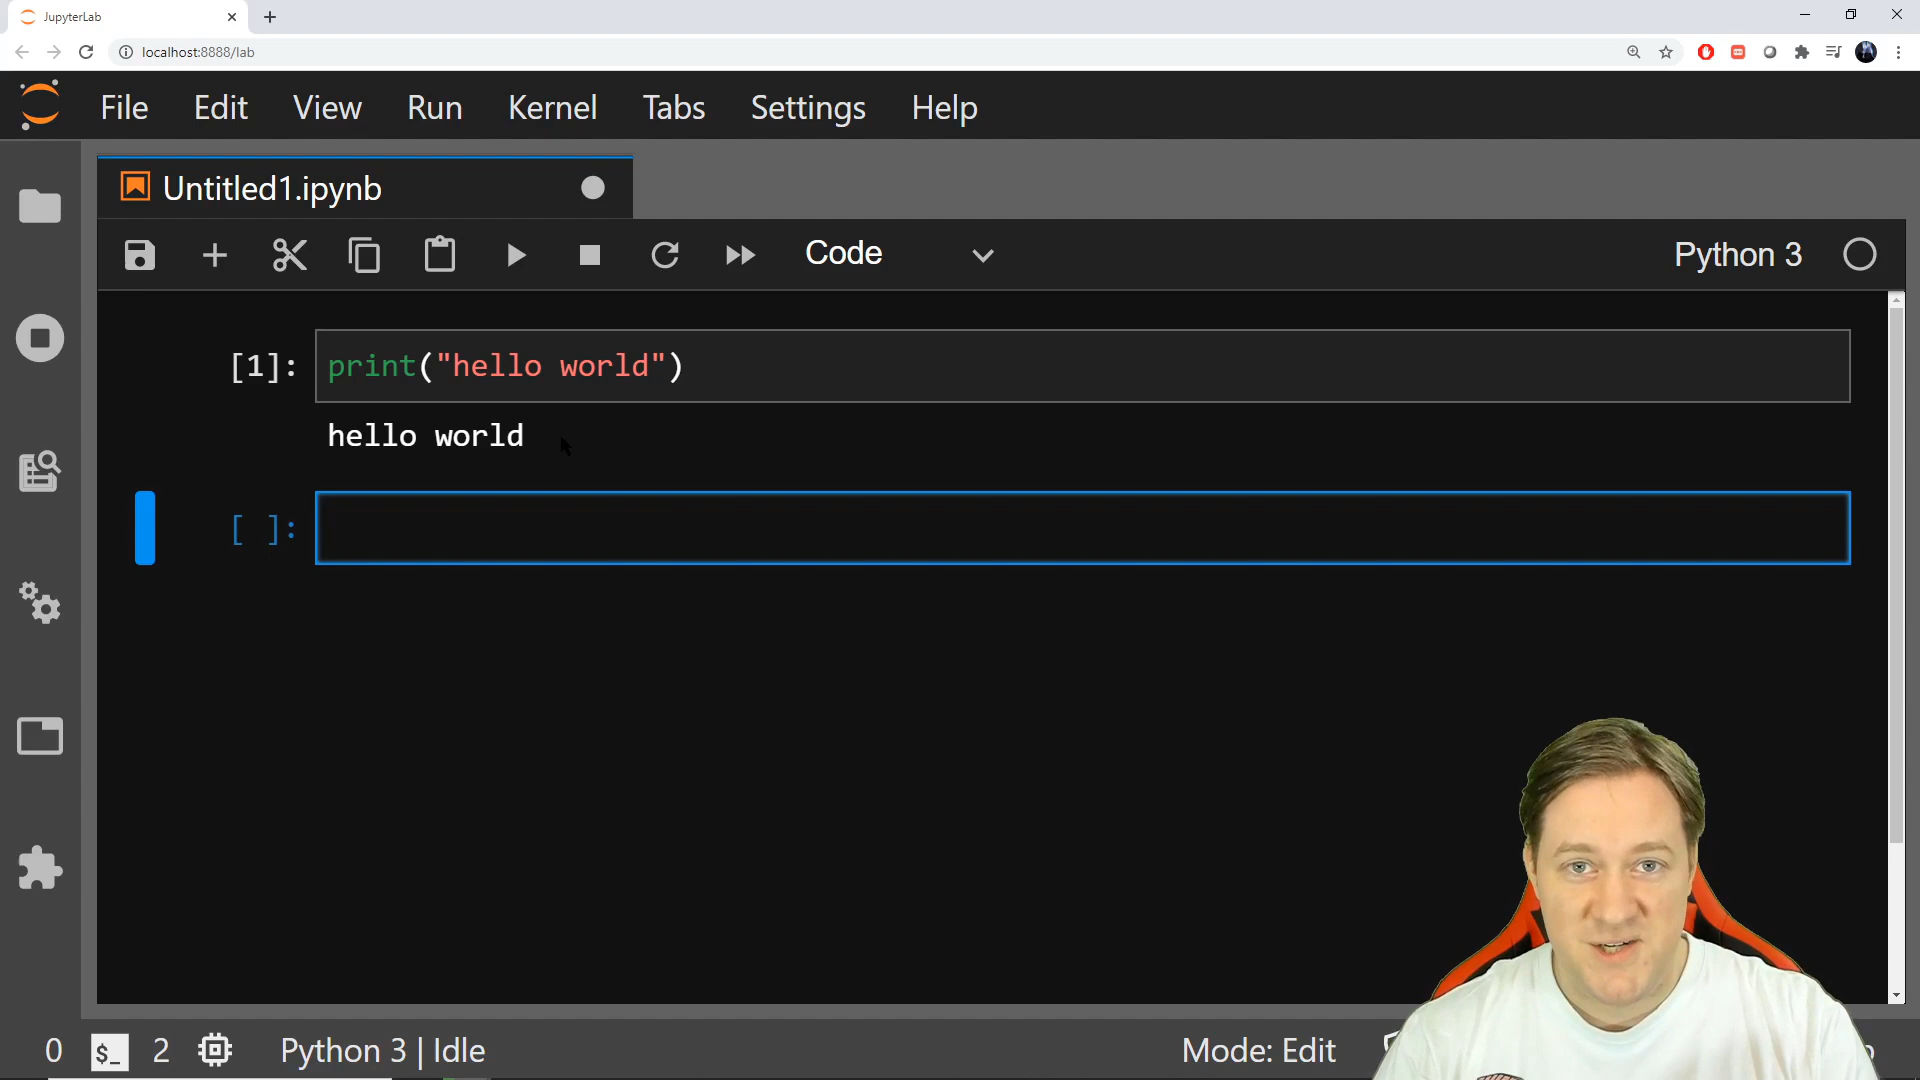 JupyterLab
localhost:8888/lab
File Edit View Run Kernel Tabs Settings Help
Untitled1.ipynb
Code
Python 3
[1]: print("hello world")
hello world
[ ]:
0 $_ 2 Python 3 | Idle Mode: Edit